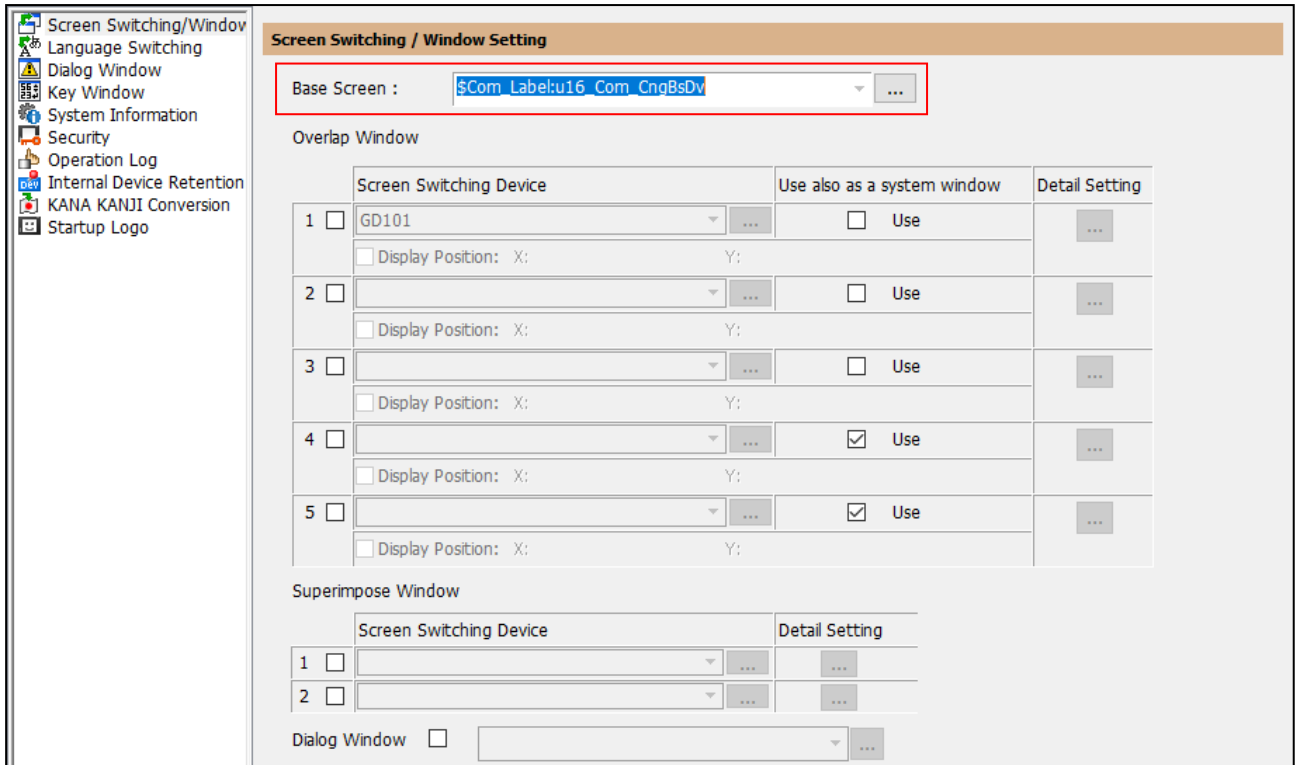 Screen Switching/Window
Language Switching
Dialog Window
Key Window
System Information
Security
Operation Log
Internal Device Retention
KANA KANJI Conversion
Startup Logo
Screen Switching / Window Setting
Base Screen : $Com_Label:u16_Com_CngBsDv ...
Overlap Window
Screen Switching Device Use also as a system window Detail Setting
1 GD101 ... Use ...
Display Position: X: Y:
2 ... Use ...
Display Position: X: Y:
3 ... Use ...
Display Position: X: Y:
4 ... Use ...
Display Position: X: Y:
5 ... Use ...
Display Position: X: Y:
Superimpose Window
Screen Switching Device Detail Setting
1 ... ...
2 ... ...
Dialog Window ...